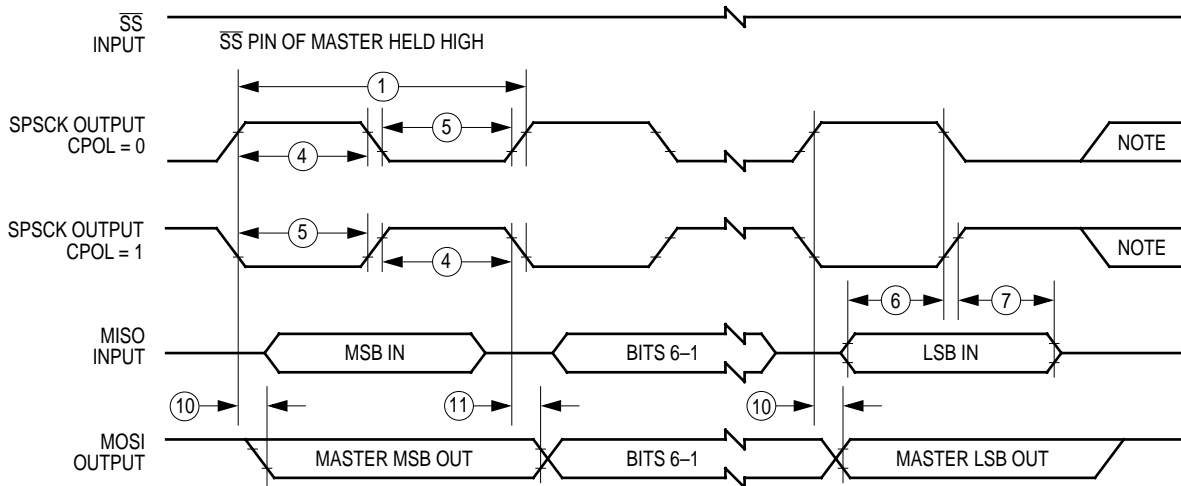 SS
INPUT
SS PIN OF MASTER HELD HIGH
1
SPSCK OUTPUT
CPOL = 0
5
4
NOTE
SPSCK OUTPUT
CPOL = 1
5
4
NOTE
6
7
MISO
INPUT
MSB IN
BITS 6–1
LSB IN
10
11
10
MOSI
OUTPUT
MASTER MSB OUT
BITS 6–1
MASTER LSB OUT